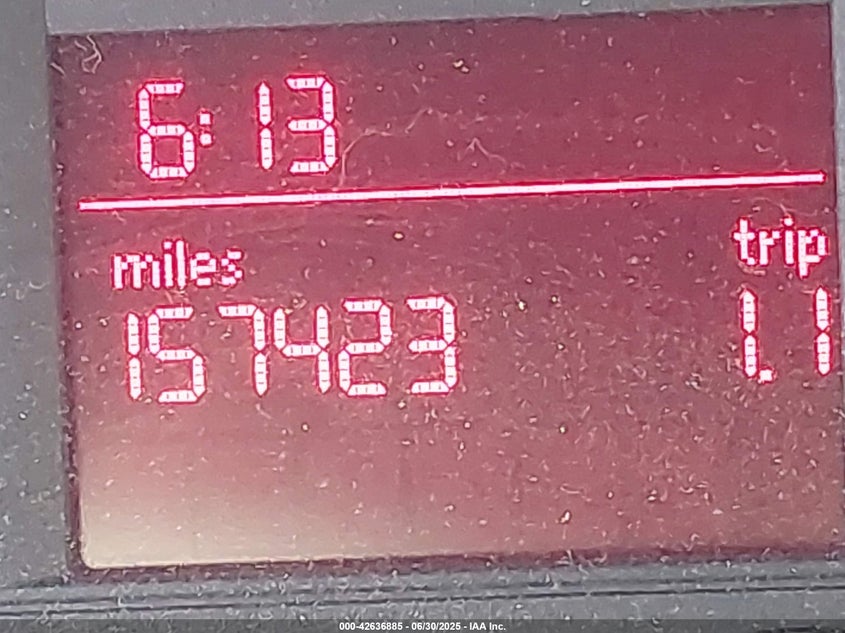 6:13
miles trip
157423 1.1
000-42636885 - 06/30/2025 - IAA Inc.